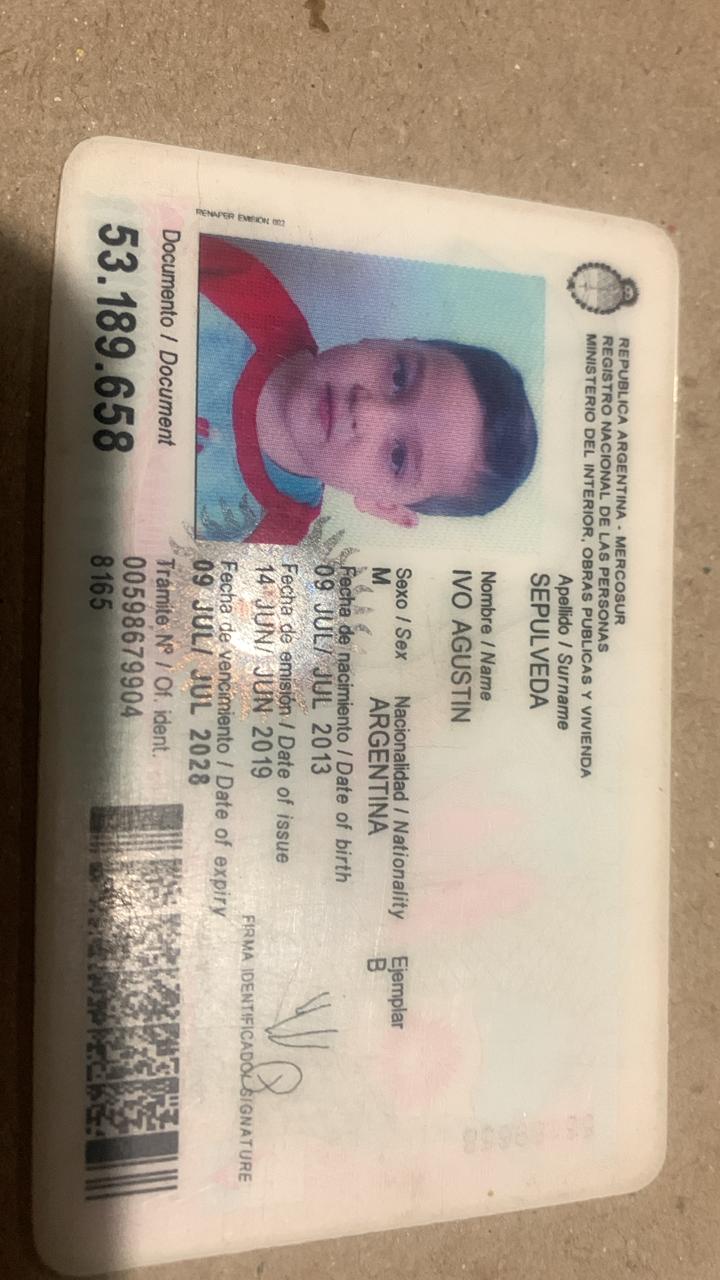 REPUBLICA ARGENTINA - MERCOSUR
REGISTRO NACIONAL DE LAS PERSONAS
MINISTERIO DEL INTERIOR, OBRAS PUBLICAS Y VIVIENDA
Apellido / Surname
SEPULVEDA
Nombre / Name
IVO AGUSTIN
Sexo / Sex Nacionalidad / Nationality Ejemplar
M ARGENTINA B
Fecha de nacimiento / Date of birth
09 JUL/ JUL 2013
Fecha de emisión / Date of issue
14 JUN/ JUN 2019
Fecha de vencimiento / Date of expiry
09 JUL/ JUL 2028
FIRMA IDENTIFICADO/ SIGNATURE
RENAPER EMISION 002
Documento / Document
53.189.658
Tramite Nº / Of. ident.
00598679904
8165